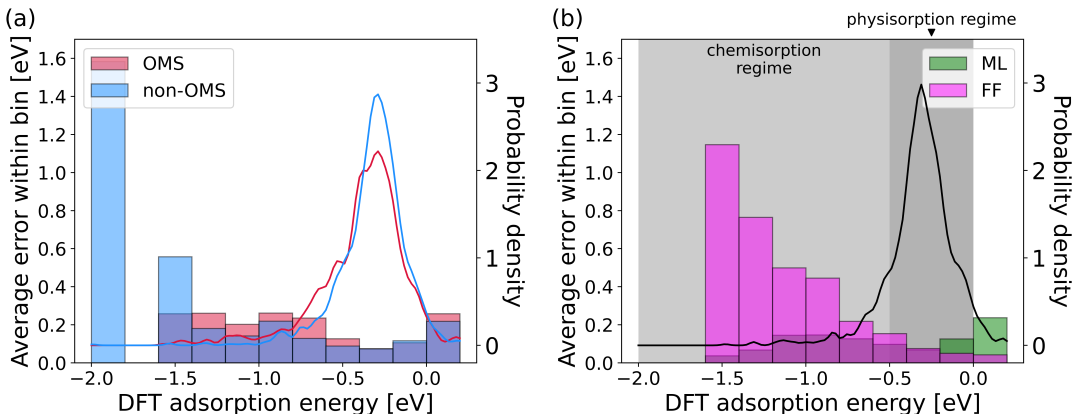 (a)
Average error within bin [eV]
1.6
1.4
1.2
1.0
0.8
0.6
0.4
0.2
0.0
OMS
non-OMS
3
2
1
0
Probability density
−2.0
−1.5
−1.0
−0.5
0.0
DFT adsorption energy [eV]
(b)
physisorption regime
Average error within bin [eV]
1.6
1.4
1.2
1.0
0.8
0.6
0.4
0.2
0.0
chemisorption
regime
ML
FF
3
2
1
0
Probability density
−2.0
−1.5
−1.0
−0.5
0.0
DFT adsorption energy [eV]